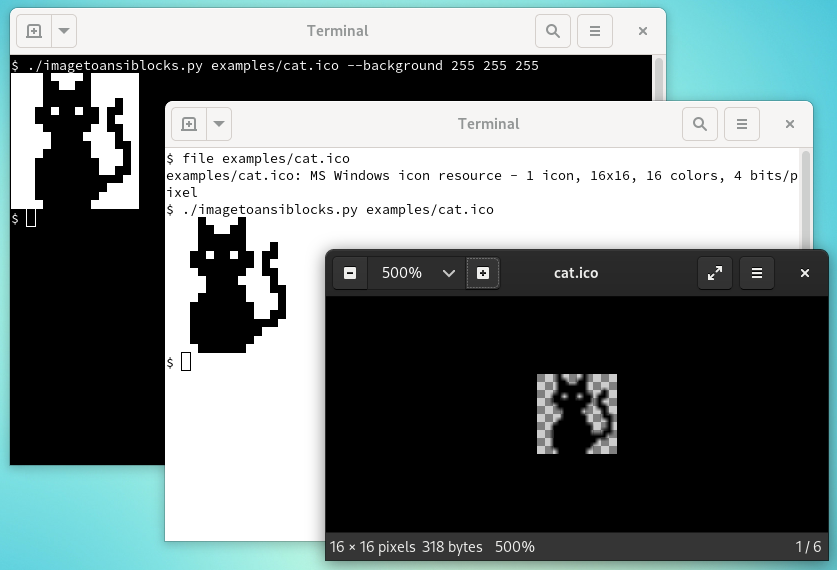 Terminal
$ ./imagetoansiblocks.py examples/cat.ico --background 255 255 255
$
Terminal
$ file examples/cat.ico
examples/cat.ico: MS Windows icon resource - 1 icon, 16x16, 16 colors, 4 bits/p
ixel
$ ./imagetoansiblocks.py examples/cat.ico
$
500%
cat.ico
16 × 16 pixels 318 bytes 500%
1 / 6